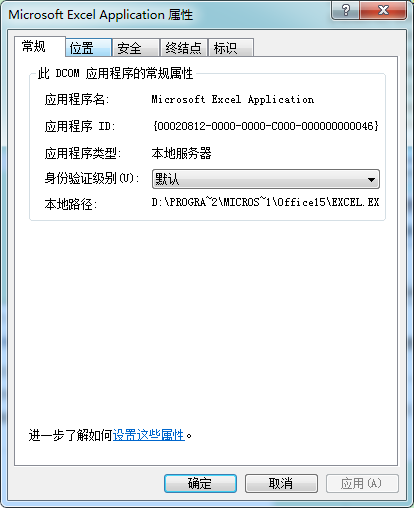 Microsoft Excel Application 属性
常规 位置 安全 终结点 标识
此 DCOM 应用程序的常规属性
应用程序名: Microsoft Excel Application
应用程序 ID: {00020812-0000-0000-C000-000000000046}
应用程序类型: 本地服务器
身份验证级别(U): 默认
本地路径: D:\PROGRA~2\MICROS~1\Office15\EXCEL.EX
进一步了解如何设置这些属性。
确定 取消 应用(A)